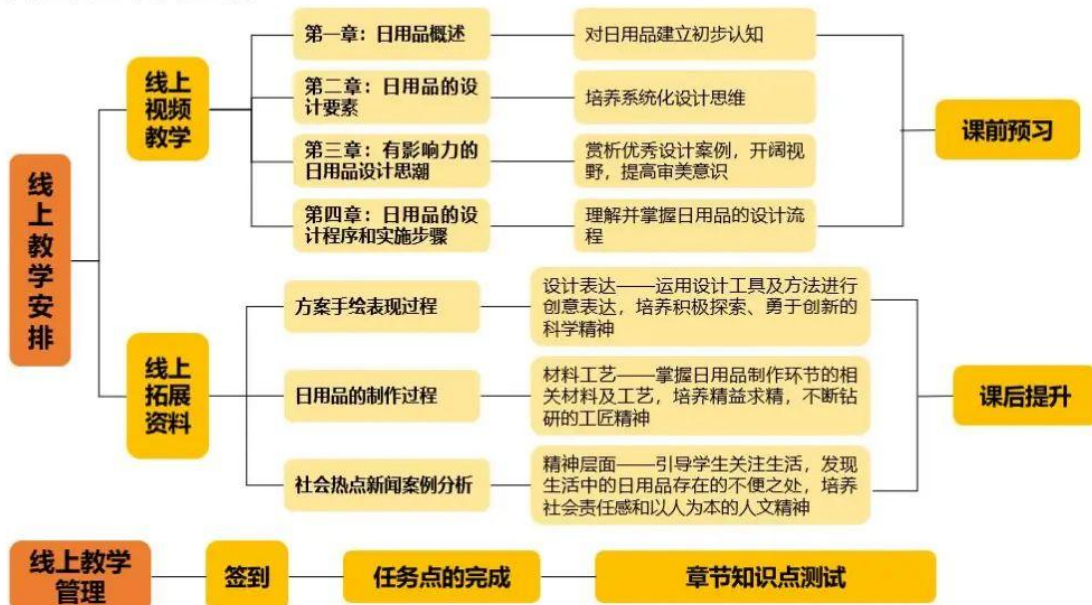 线上教学安排
线上
视频
教学
第一章：日用品概述
对日用品建立初步认知
第二章：日用品的设
计要素
培养系统化设计思维
第三章：有影响力的
日用品设计思潮
赏析优秀设计案例，开阔视
野，提高审美意识
第四章：日用品的设
计程序和实施步骤
理解并掌握日用品的设计流
程
课前预习
线上
拓展
资料
方案手绘表现过程
设计表达——运用设计工具及方法进行
创意表达，培养积极探索、勇于创新的
科学精神
日用品的制作过程
材料工艺——掌握日用品制作环节的相
关材料及工艺，培养精益求精，不断钻
研的工匠精神
社会热点新闻案例分析
精神层面——引导学生关注生活，发现
生活中的日用品存在的不便之处，培养
社会责任感和以人为本的人文精神
课后提升
线上教学
管理
签到
任务点的完成
章节知识点测试